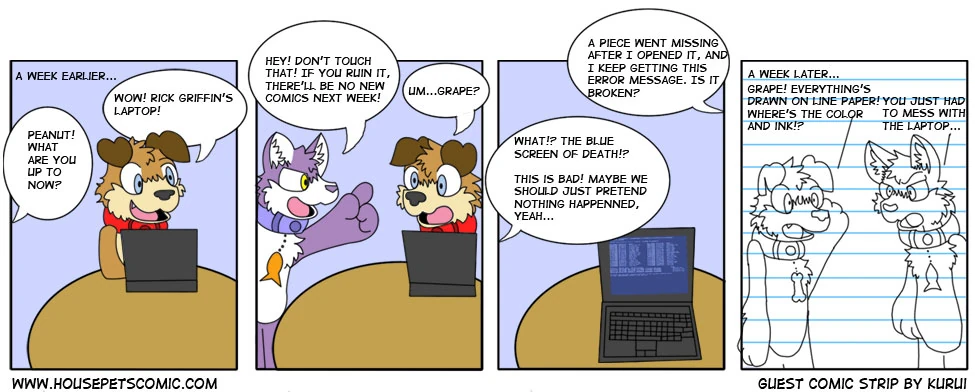 A WEEK EARLIER...
WOW! RICK GRIFFIN'S
LAPTOP!
PEANUT!
WHAT
ARE YOU
UP TO
NOW?
HEY! DON'T TOUCH
THAT! IF YOU RUIN IT,
THERE'LL BE NO NEW
COMICS NEXT WEEK!
UM...GRAPE?
A PIECE WENT MISSING
AFTER I OPENED IT, AND
I KEEP GETTING THIS
ERROR MESSAGE. IS IT
BROKEN?
WHAT!? THE BLUE
SCREEN OF DEATH!?
THIS IS BAD! MAYBE WE
SHOULD JUST PRETEND
NOTHING HAPPENNED,
YEAH...
A WEEK LATER...
GRAPE! EVERYTHING'S
DRAWN ON LINE PAPER!
WHERE'S THE COLOR
AND INK!?
YOU JUST HAD
TO MESS WITH
THE LAPTOP...
WWW.HOUSEPETSCOMIC.COM
GUEST COMIC STRIP BY KURUI